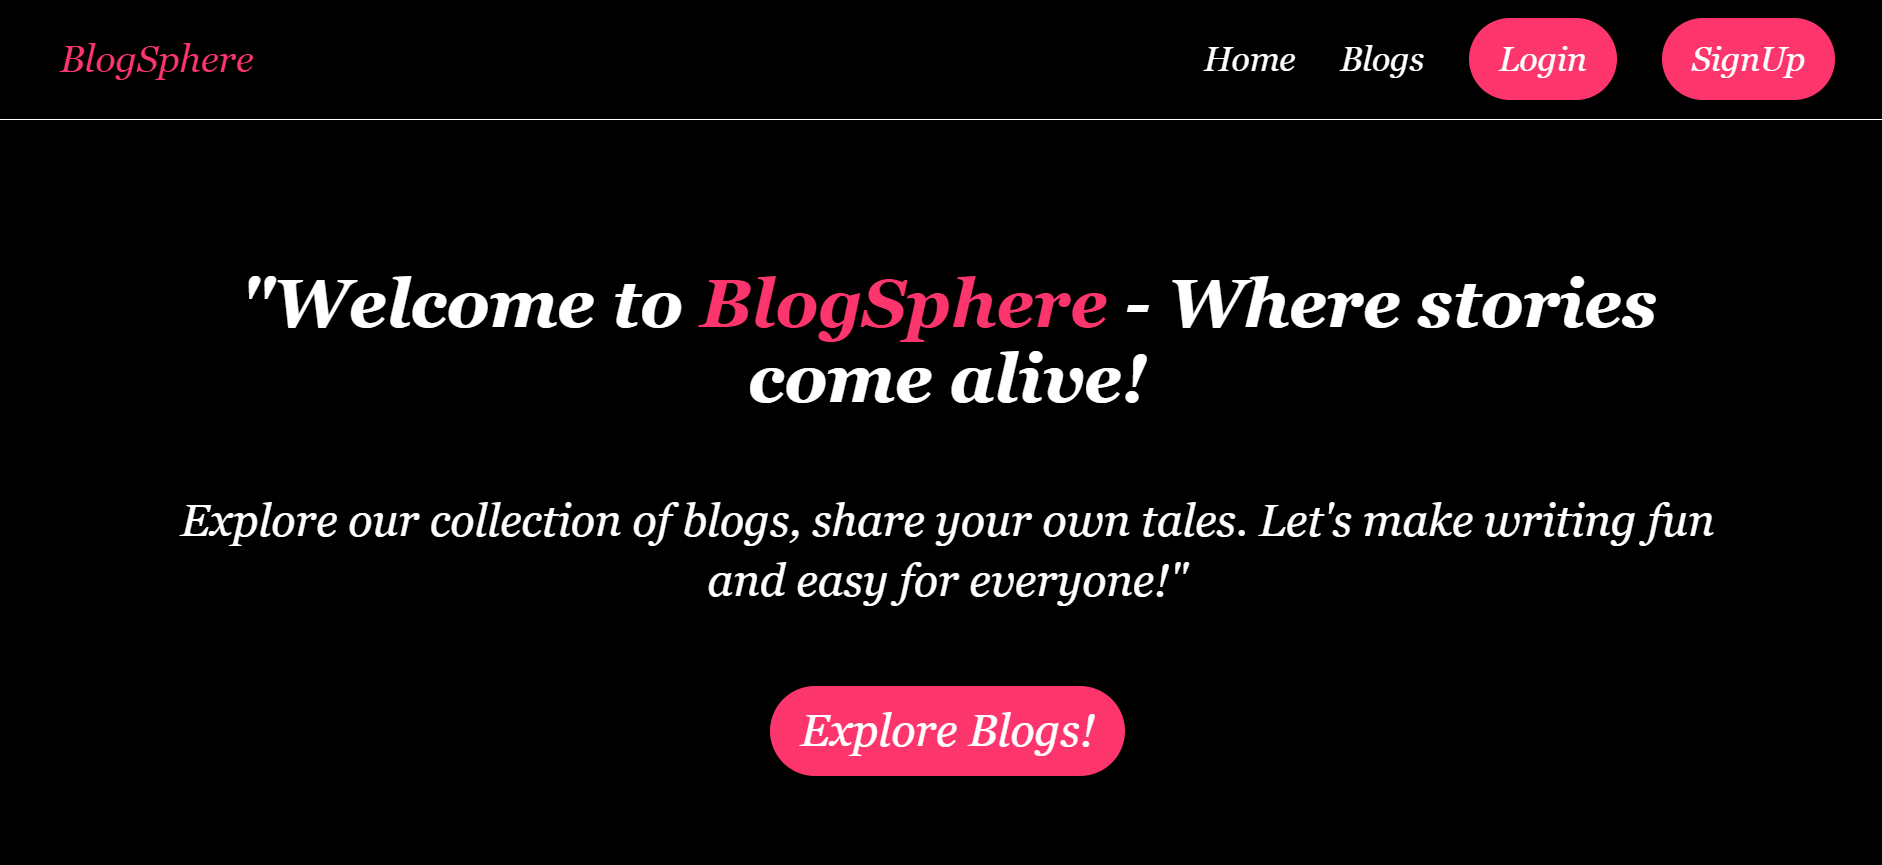 BlogSphere
Home
Blogs
Login
SignUp
"Welcome to BlogSphere - Where stories
come alive!
Explore our collection of blogs, share your own tales. Let's make writing fun
and easy for everyone!"
Explore Blogs!